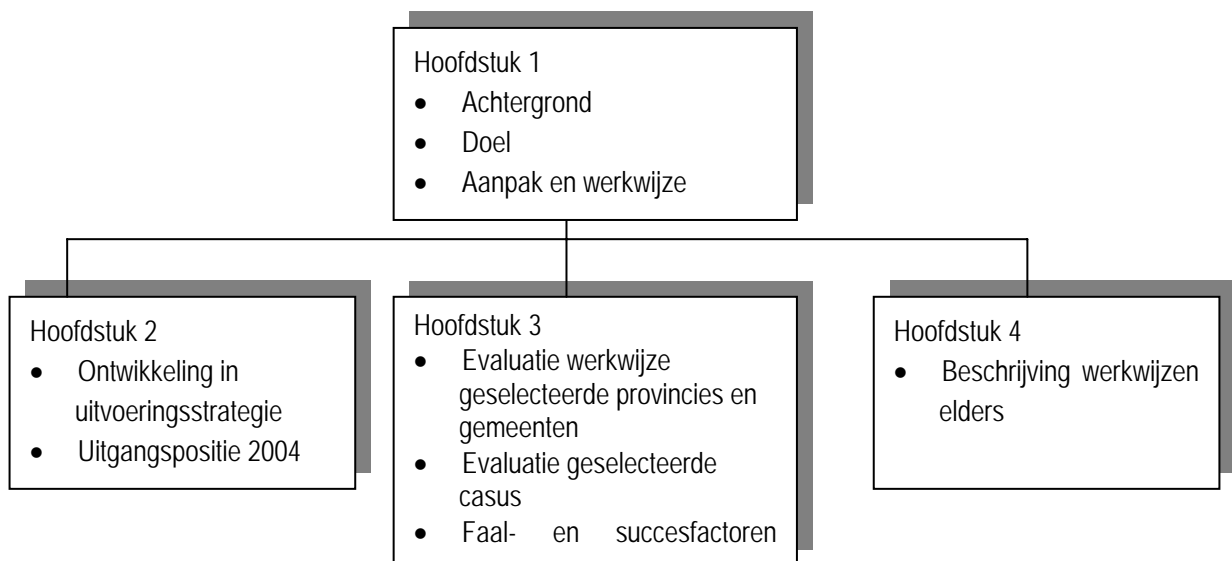 Hoofdstuk 1
• Achtergrond
• Doel
• Aanpak en werkwijze
Hoofdstuk 2
• Ontwikkeling in
uitvoeringsstrategie
• Uitgangspositie 2004
Hoofdstuk 3
• Evaluatie werkwijze
geselecteerde provincies en
gemeenten
• Evaluatie geselecteerde
casus
• Faal- en succesfactoren
Hoofdstuk 4
• Beschrijving werkwijzen
elders